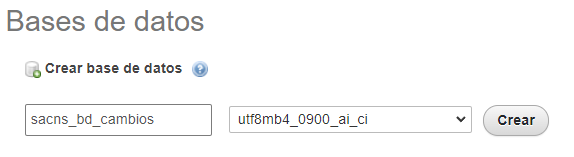 Bases de datos
Crear base de datos
sacns_bd_cambios utf8mb4_0900_ai_ci Crear